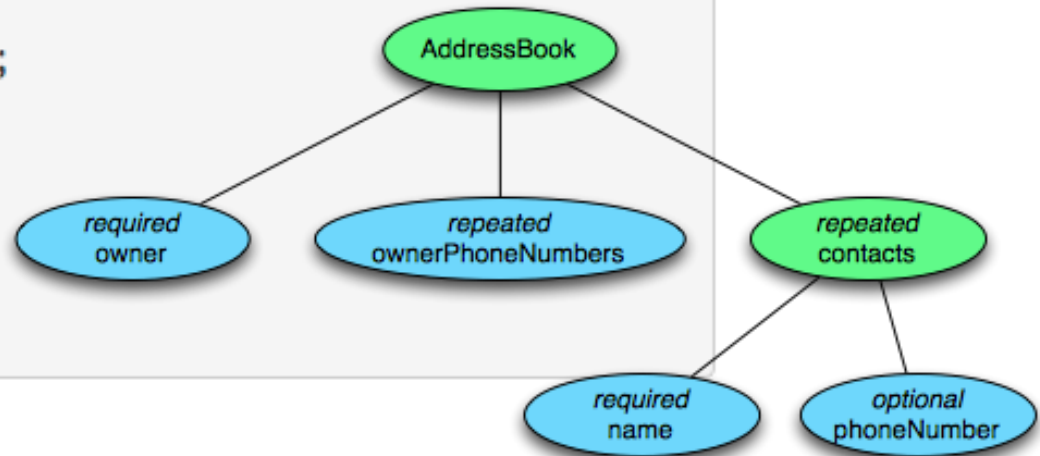 ;
AddressBook
required
owner
repeated
ownerPhoneNumbers
repeated
contacts
required
name
optional
phoneNumber